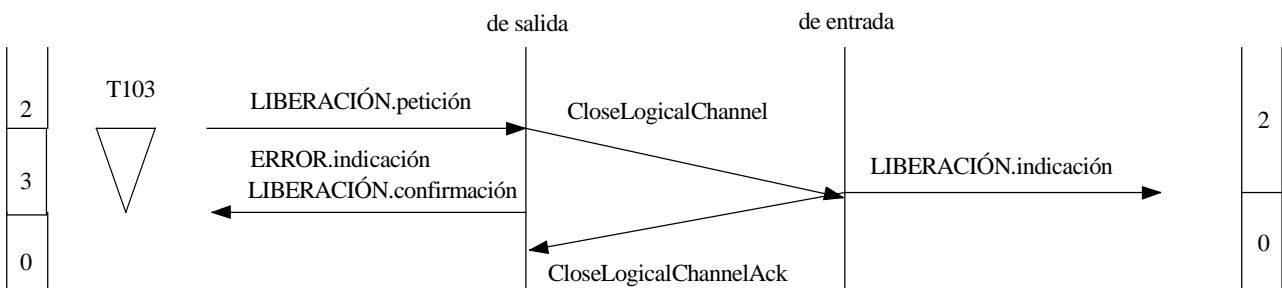 de salida
de entrada
T103
2
LIBERACIÓN.petición
CloseLogicalChannel
2
ERROR.indicación
LIBERACIÓN.confirmación
LIBERACIÓN.indicación
3
0
CloseLogicalChannelAck
0